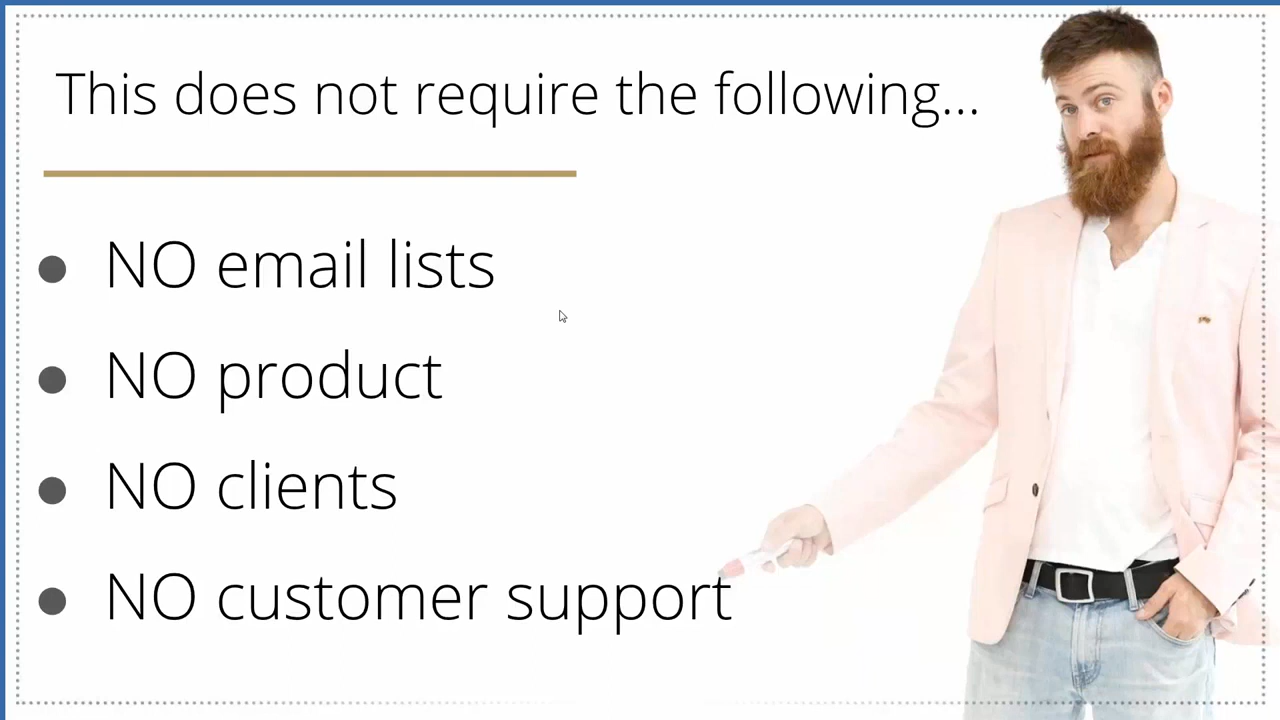 This does not require the following...
NO email lists
NO product
NO clients
NO customer support